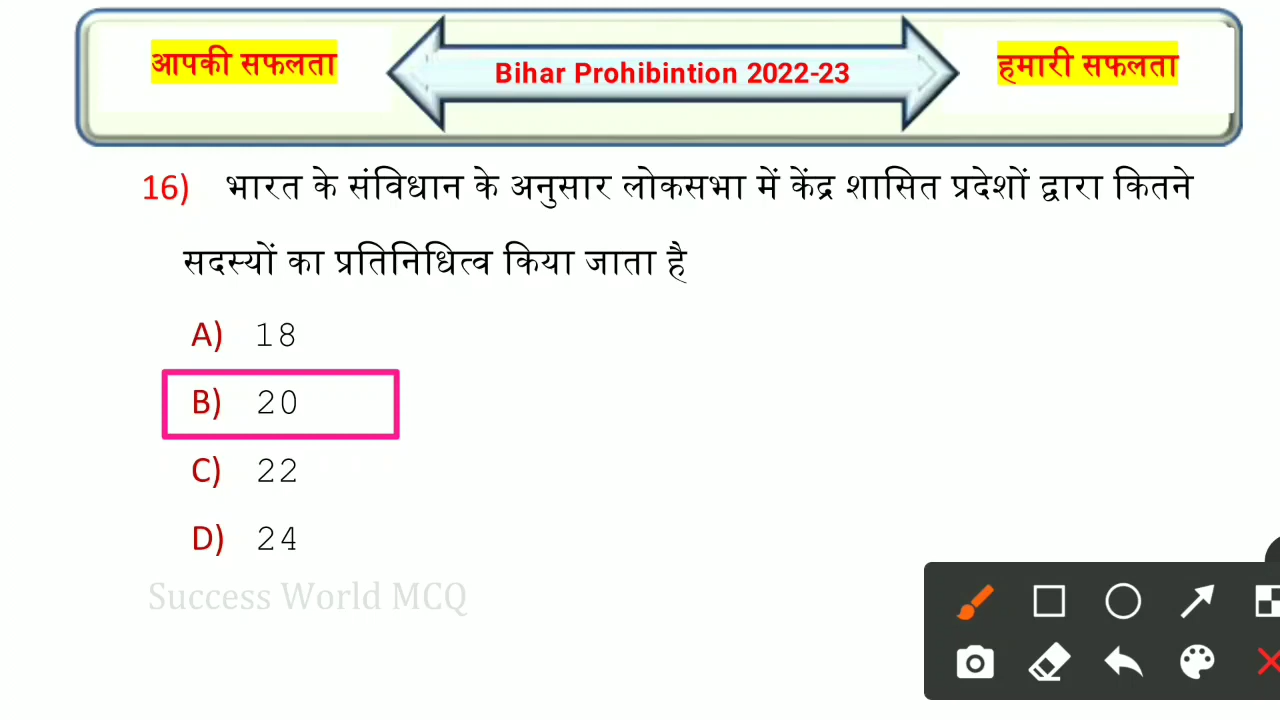 आपकी सफलता
Bihar Prohibintion 2022-23
हमारी सफलता
16) भारत के संविधान के अनुसार लोकसभा में केंद्र शासित प्रदेशों द्वारा कितने
सदस्यों का प्रतिनिधित्व किया जाता है
A) 18
B) 20
C) 22
D) 24
Success World MCQ